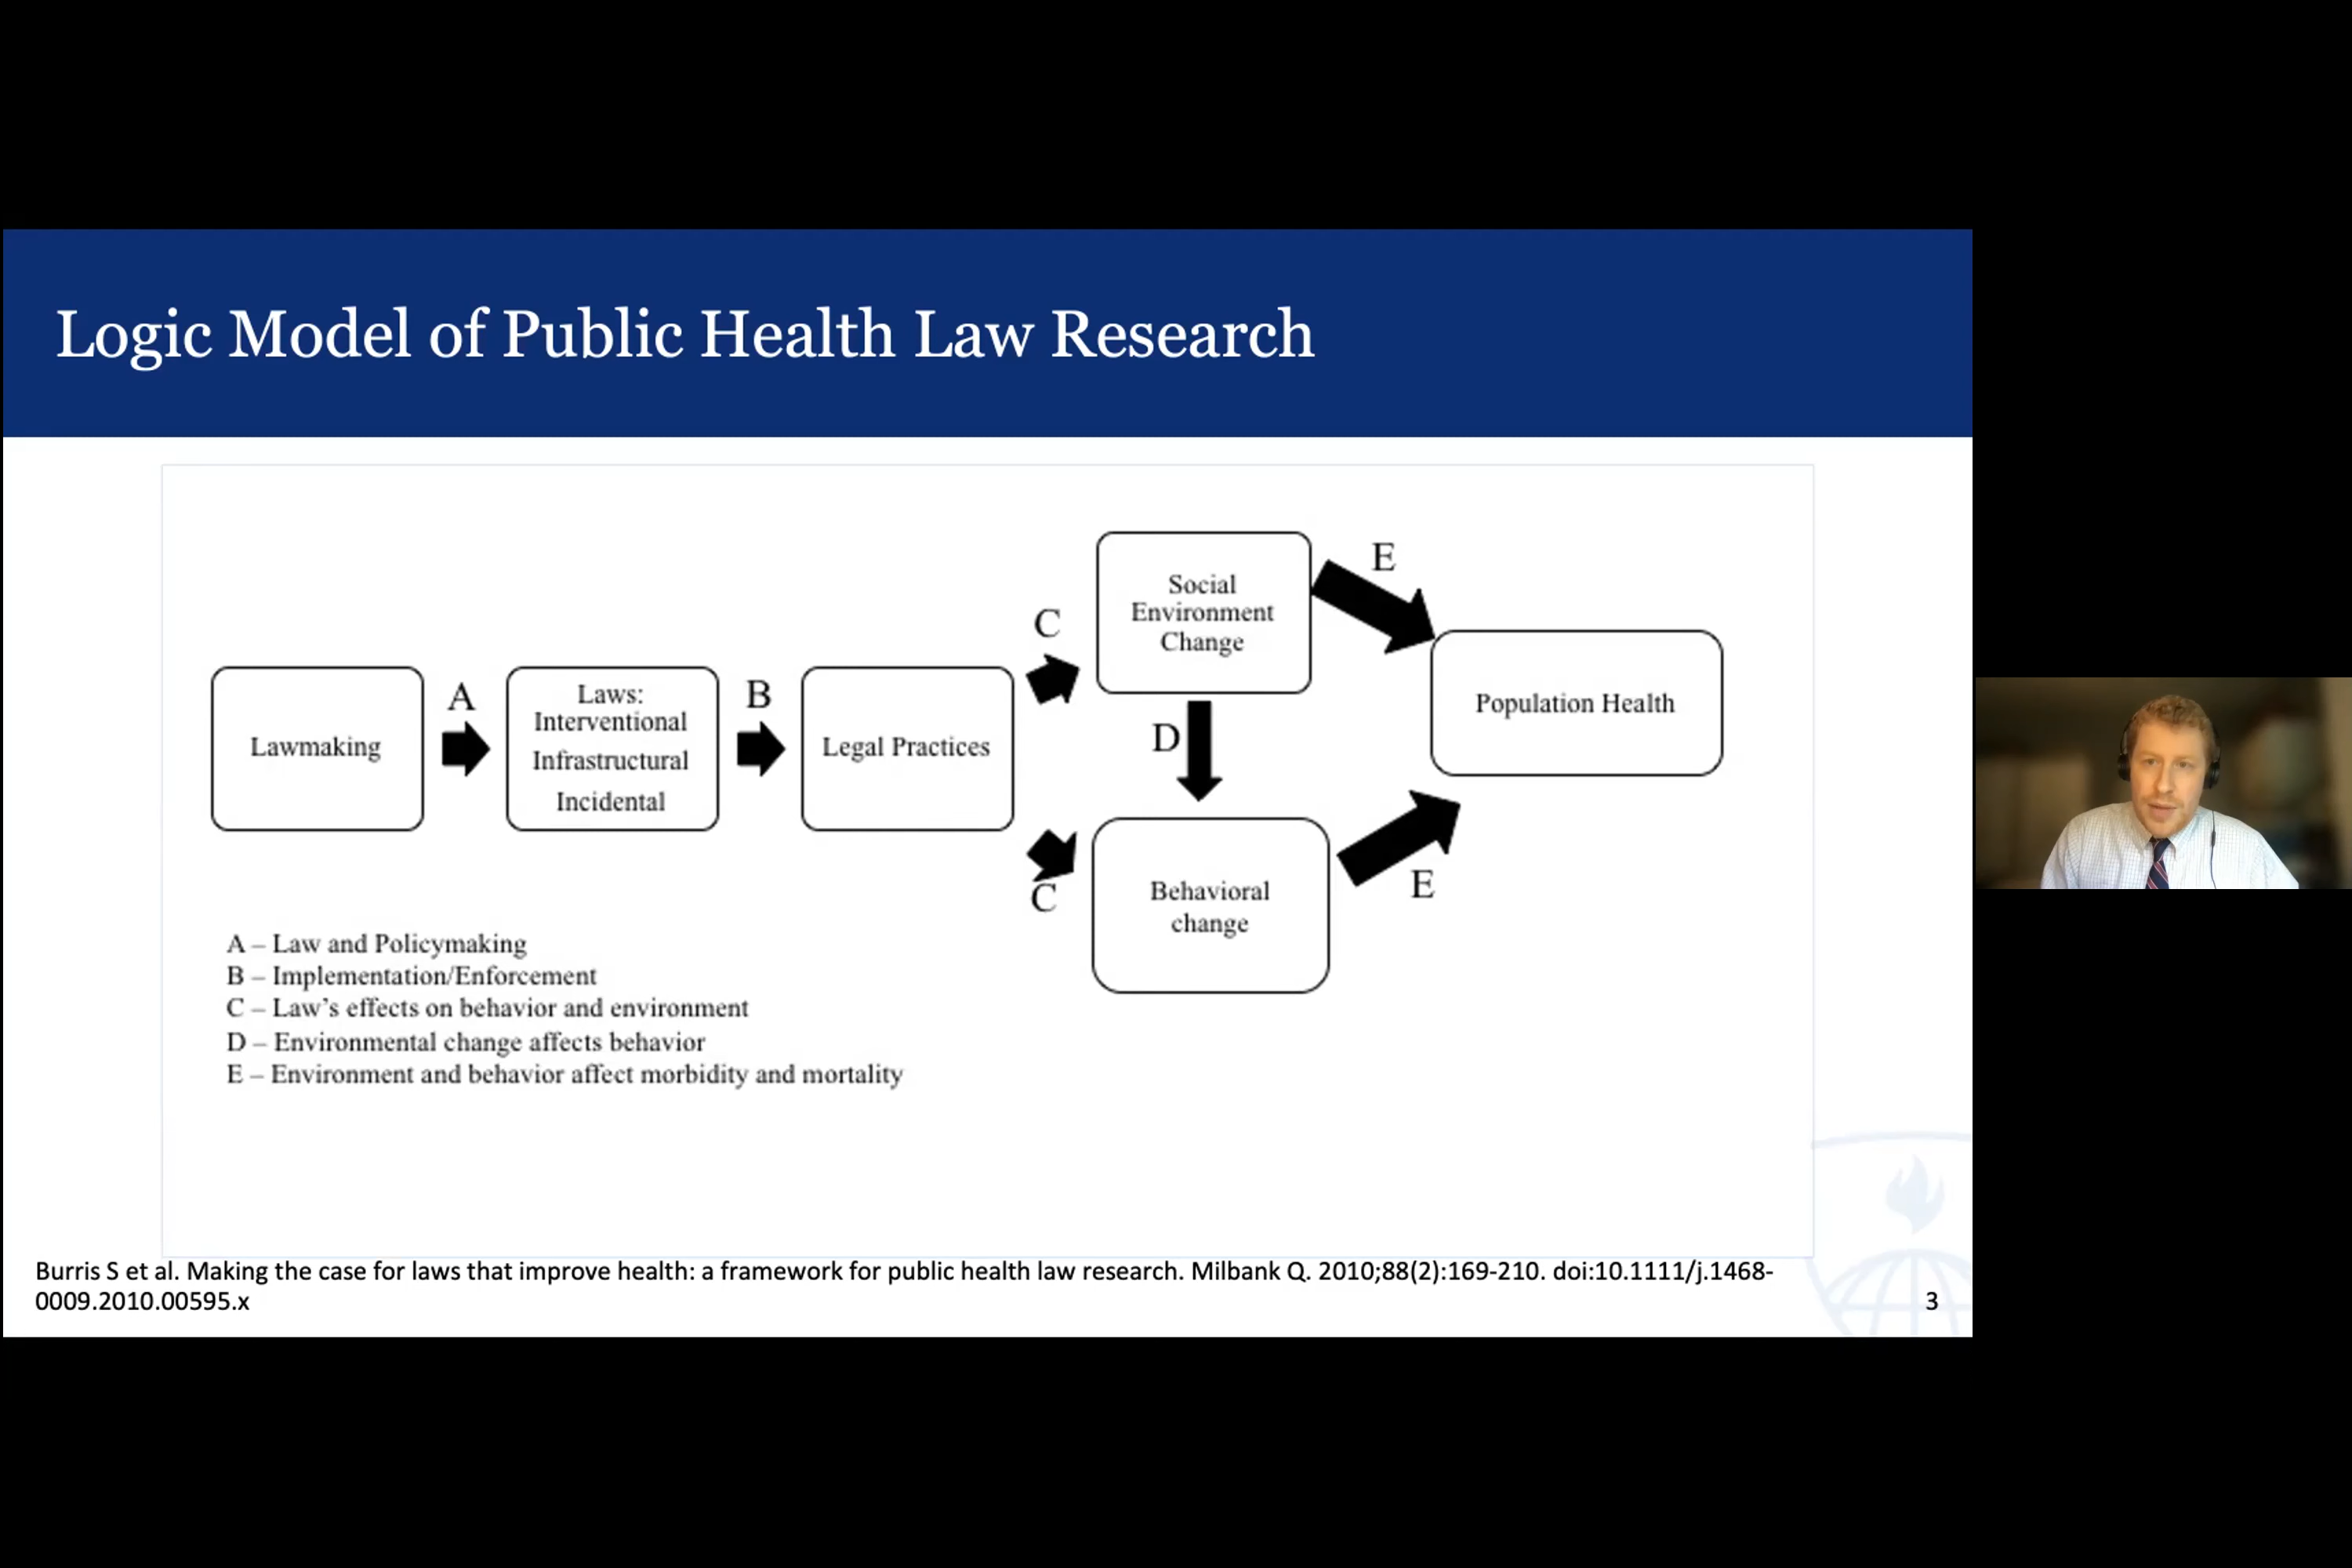 Logic Model of Public Health Law Research
Lawmaking
A
Laws:
Interventional
Infrastructural
Incidental
B
Legal Practices
C
C
Social
Environment
Change
D
Behavioral
change
E
E
Population Health
A – Law and Policymaking
B – Implementation/Enforcement
C – Law's effects on behavior and environment
D – Environmental change affects behavior
E – Environment and behavior affect morbidity and mortality
Burris S et al. Making the case for laws that improve health: a framework for public health law research. Milbank Q. 2010;88(2):169-210. doi:10.1111/j.1468-
0009.2010.00595.x
3